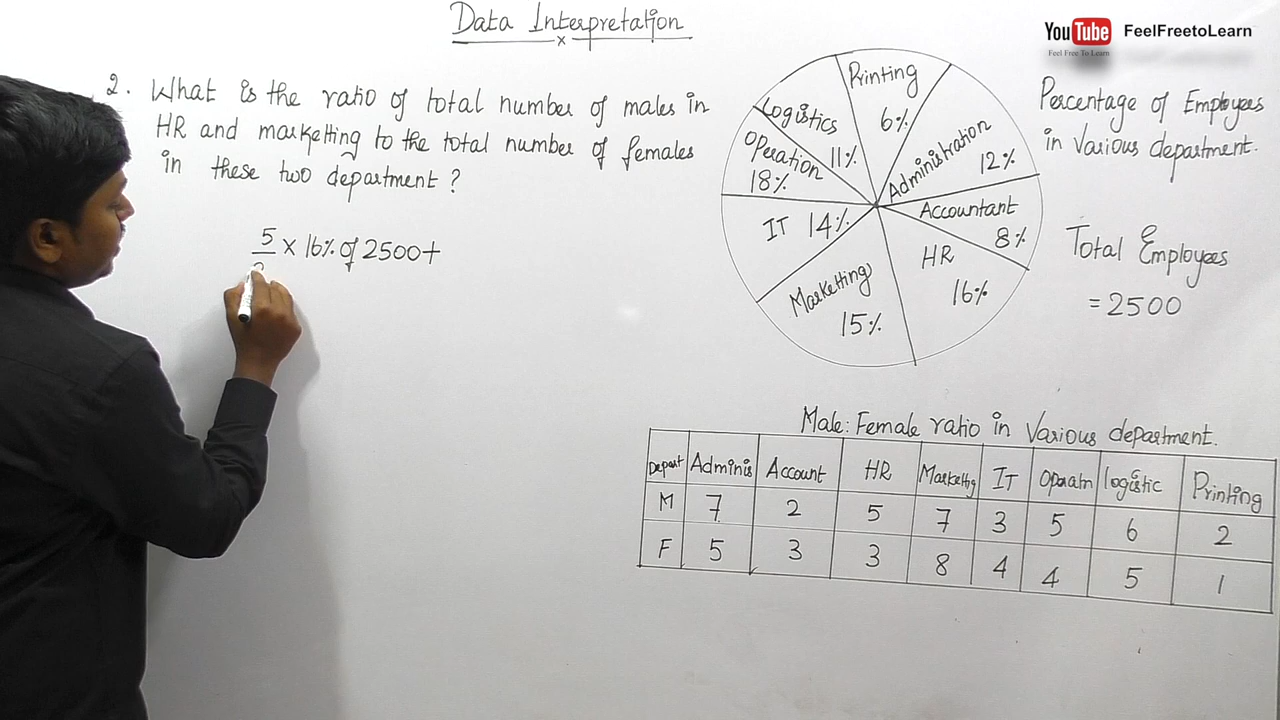 Data Interpretation
x
YouTube FeelFreetoLearn
Feel Free To Learn
2. What is the ratio of total number of males in
HR and marketting to the total number of females
in these two department ?
5
— × 16% of 2500 +
Printing
6%
Logistics
11%
Administration
12%
Operation
18%
Accountant
8%
IT 14%
HR
16%
Marketting
15%
Percentage of Employees
in Various department.
Total Employees
= 2500
Male: Female ratio in Various department.
Depart Adminis Account HR Markettg IT Operatn logistic Printing
M 7 2 5 7 3 5 6 2
F 5 3 3 8 4 4 5 1